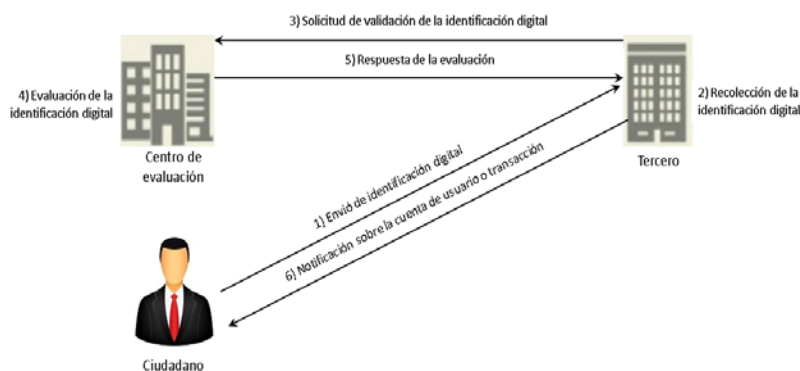 3) Solicitud de validación de la identificación digital
5) Respuesta de la evaluación
4) Evaluación de la
identificación digital
2) Recolección de la
identificación digital
Centro de
evaluación
Tercero
1) Envió de identificación digital
6) Notificación sobre la cuenta de usuario o transacción
Ciudadano